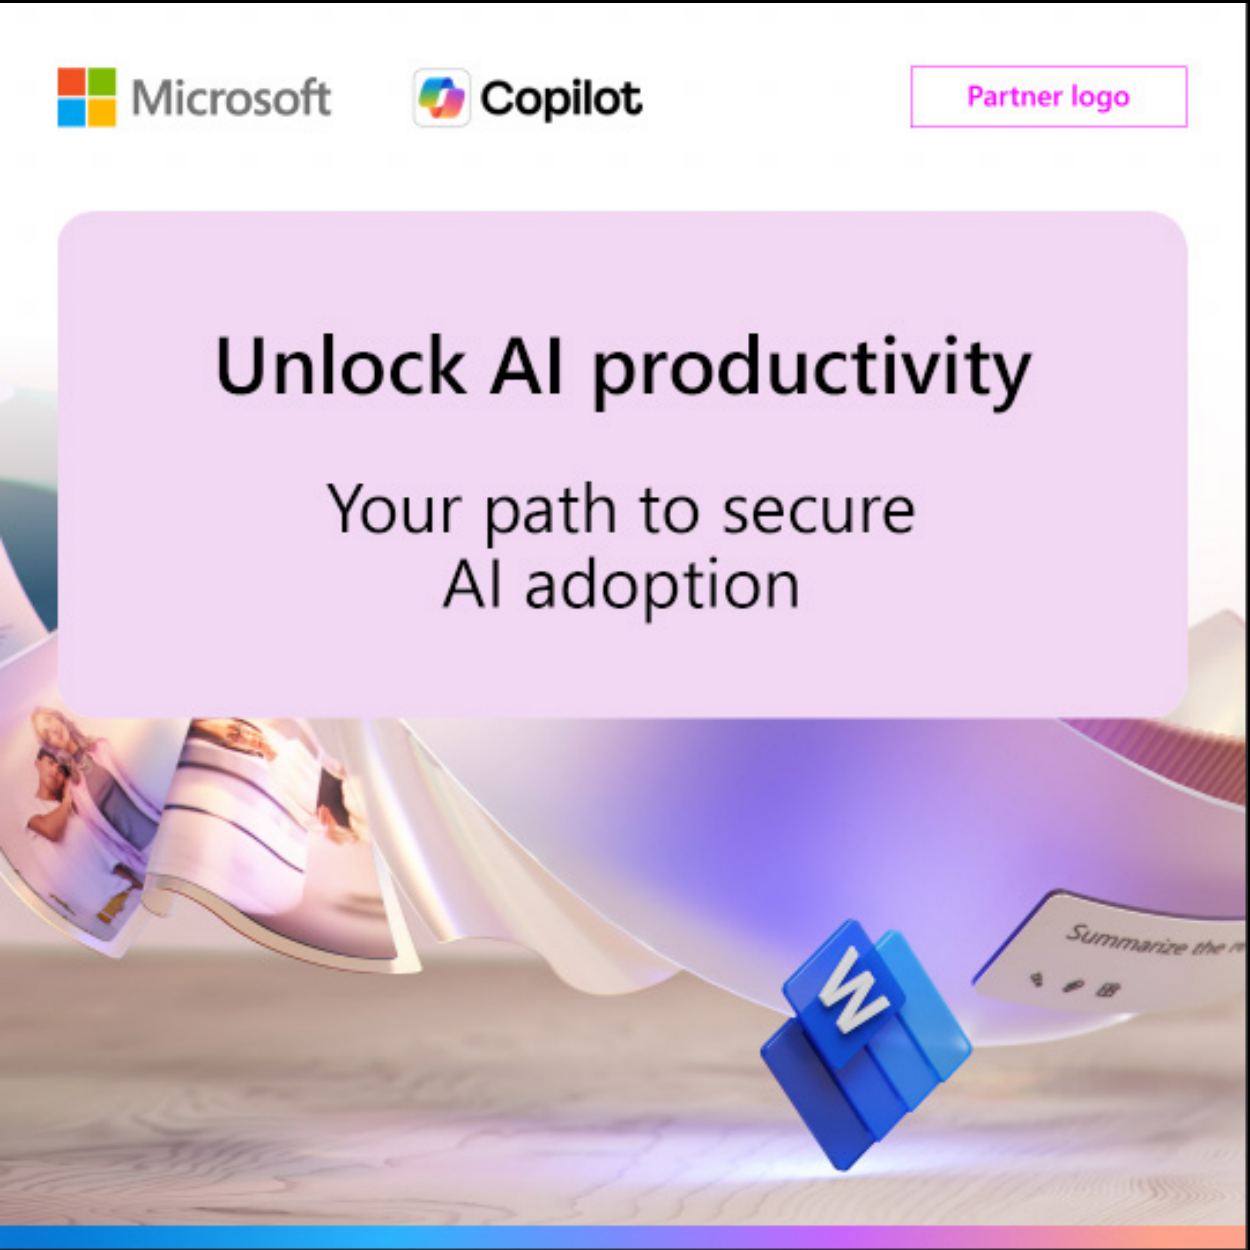 Microsoft
Copilot
Partner logo
Unlock AI productivity
Your path to secure
AI adoption
W
Summarize the